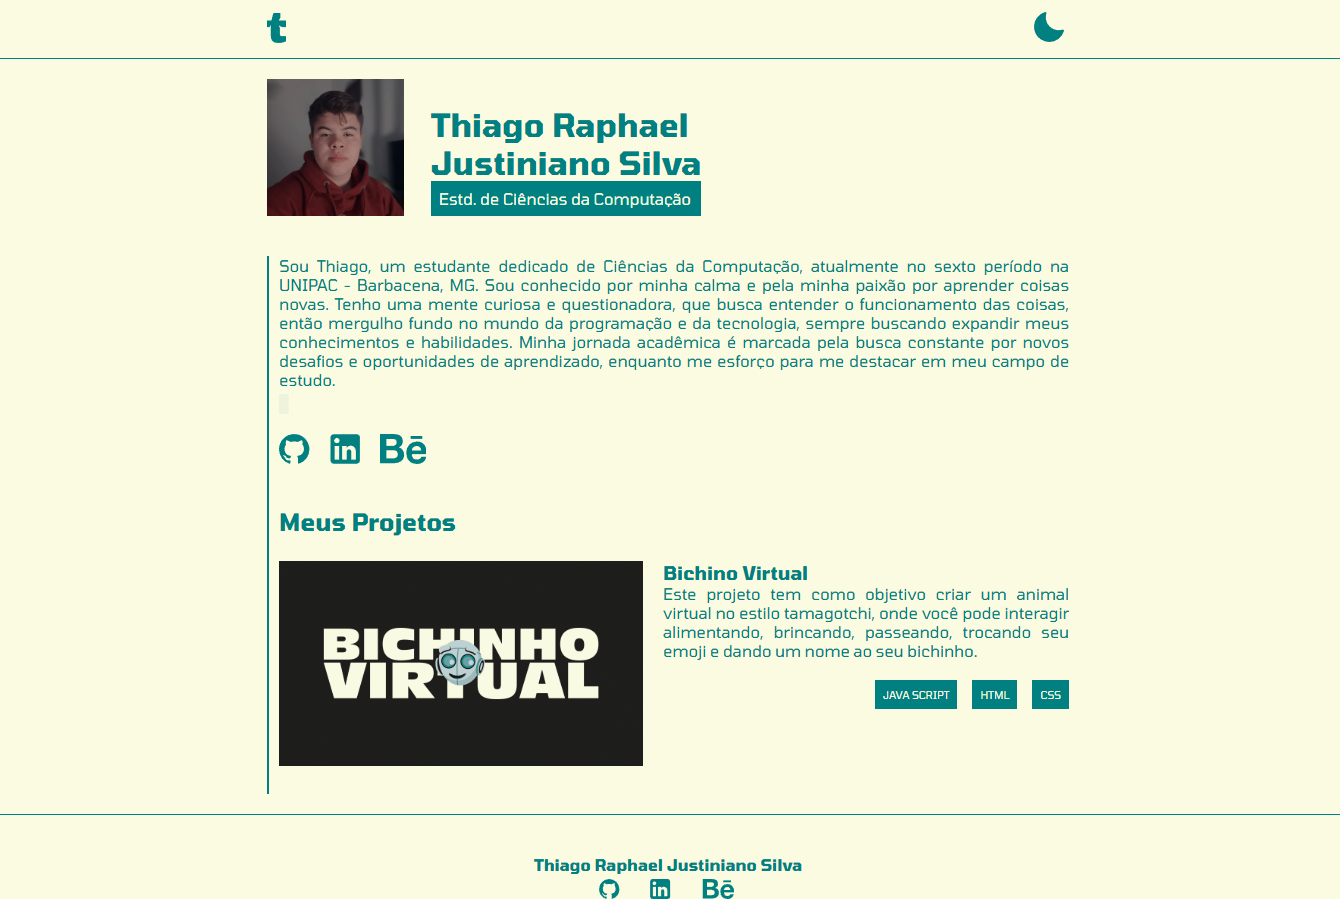 t
Thiago Raphael
Justiniano Silva
Estd. de Ciências da Computação
Sou Thiago, um estudante dedicado de Ciências da Computação, atualmente no sexto período na
UNIPAC - Barbacena, MG. Sou conhecido por minha calma e pela minha paixão por aprender coisas
novas. Tenho uma mente curiosa e questionadora, que busca entender o funcionamento das coisas,
então mergulho fundo no mundo da programação e da tecnologia, sempre buscando expandir meus
conhecimentos e habilidades. Minha jornada acadêmica é marcada pela busca constante por novos
desafios e oportunidades de aprendizado, enquanto me esforço para me destacar em meu campo de
estudo.
in Bē
Meus Projetos
BICHINHO
VIRTUAL
Bichino Virtual
Este projeto tem como objetivo criar um animal
virtual no estilo tamagotchi, onde você pode interagir
alimentando, brincando, passeando, trocando seu
emoji e dando um nome ao seu bichinho.
JAVA SCRIPT HTML CSS
Thiago Raphael Justiniano Silva
in Bē